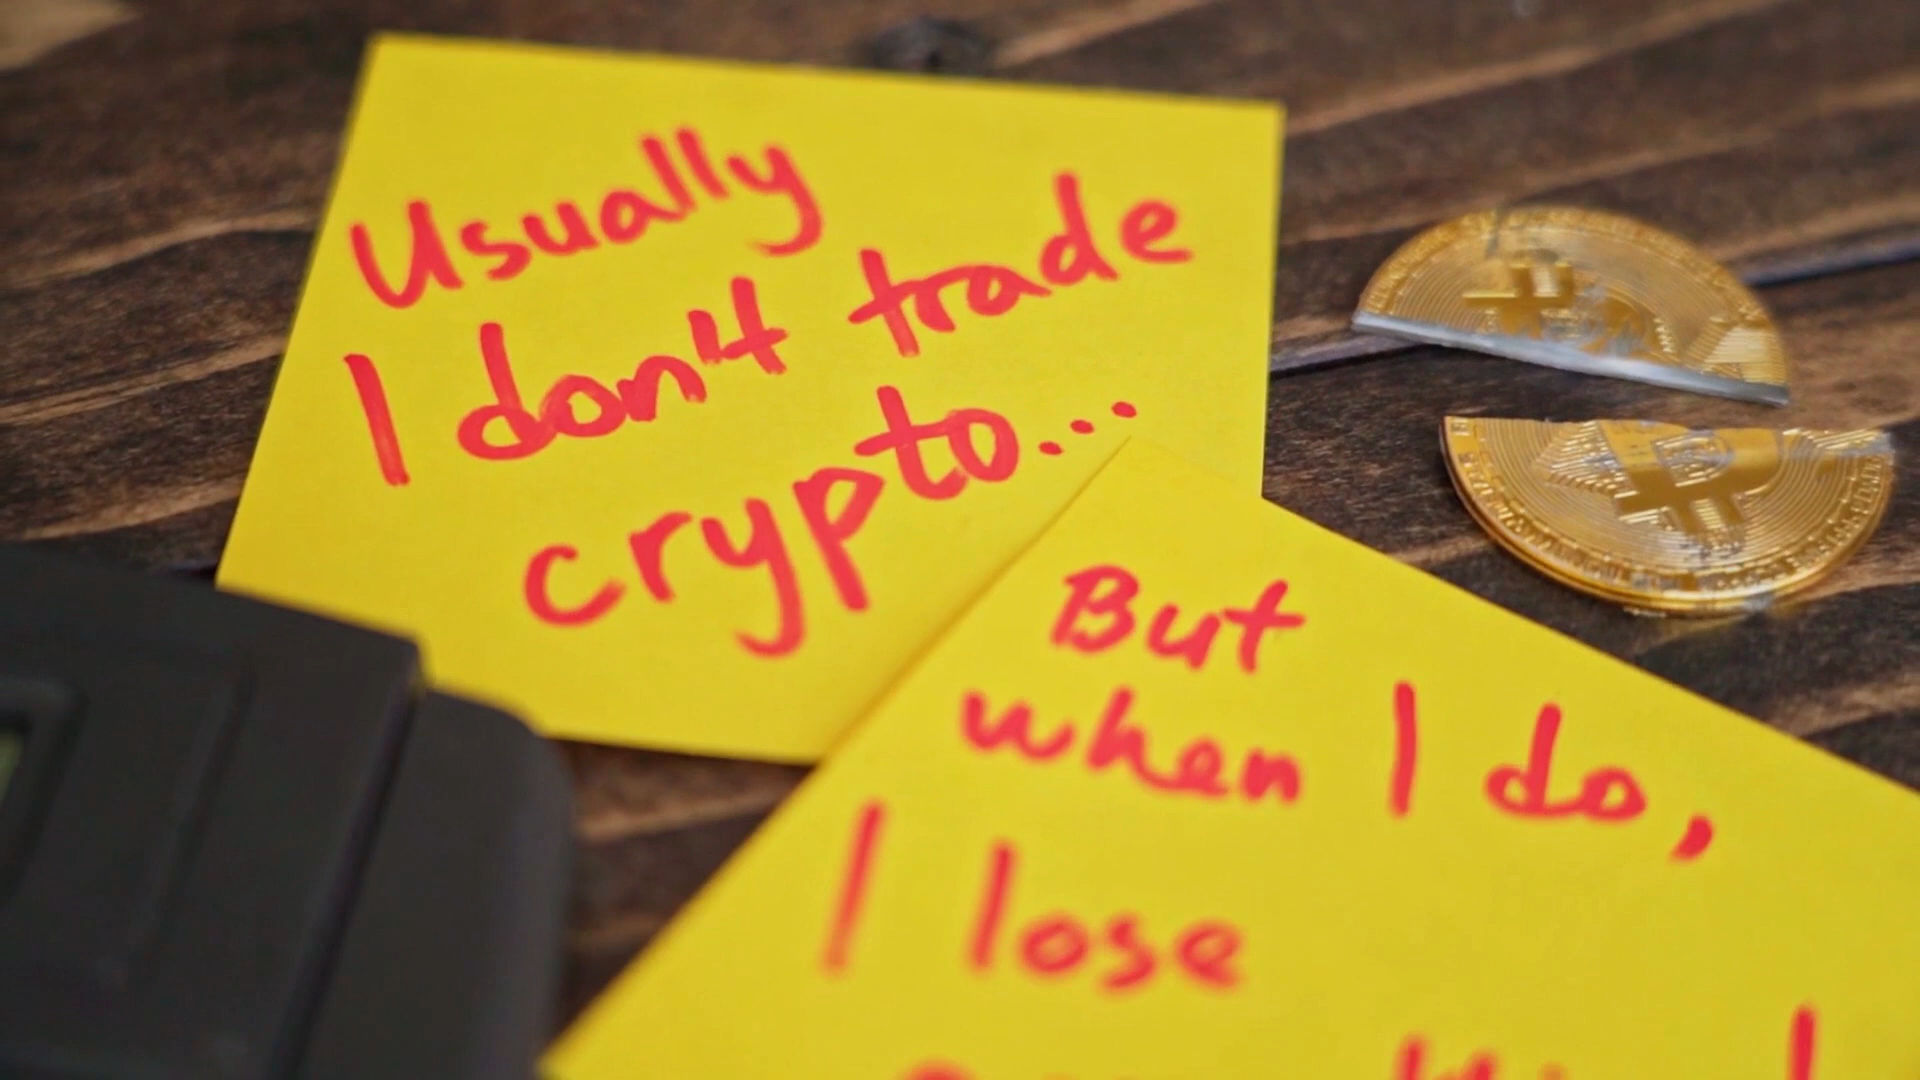 Usually
I don't trade
crypto...
But
when I do,
I lose